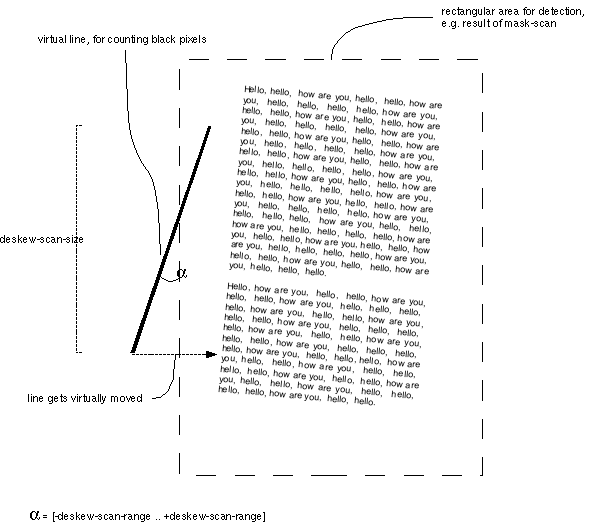 rectangular area for detection,
e.g. result of mask-scan
virtual line, for counting black pixels
Hello, hello, how are you, hello, hello, how are
you, hello, hello, hello, hello, how are you,
hello, hello, how are you, hello, hello, how are
you, hello, hello, hello, hello, how are you,
hello, hello, how are you, hello, hello, how are
you, hello, hello, hello, hello, how are you,
hello, hello, how are you, hello, hello, how are
you, hello, hello, hello, hello, how are you,
hello, hello, how are you, hello, hello, how are
you, hello, hello, hello, hello, how are you,
hello, hello, how are you, hello, hello, how are
you, hello, hello, hello, hello, how are you,
hello, hello, hello, how are you, hello, hello,
how are you, hello, hello, hello, hello, how are
you, hello, hello, how are you, hello, hello, how
are you, hello, hello, hello, hello, how are you,
hello, hello, how are you, hello, hello, how are
you, hello, hello, hello.
deskew-scan-size
α
Hello, how are you, hello, hello, how are you,
hello, hello, how are you, hello, hello, hello,
hello, how are you, hello, hello, how are you,
hello, hello, how are you, hello, hello, hello,
hello, how are you, hello, hello, how are you,
hello, hello, how are you, hello, hello, hello,
hello, how are you, hello, hello, hello, how are
you, hello, hello, how are you, hello, hello,
hello, hello, how are you, hello, hello, how are
you, hello, hello, how are you, hello, hello,
hello, hello, how are you, hello, hello.
line gets virtually moved
α = [-deskew-scan-range .. +deskew-scan-range]